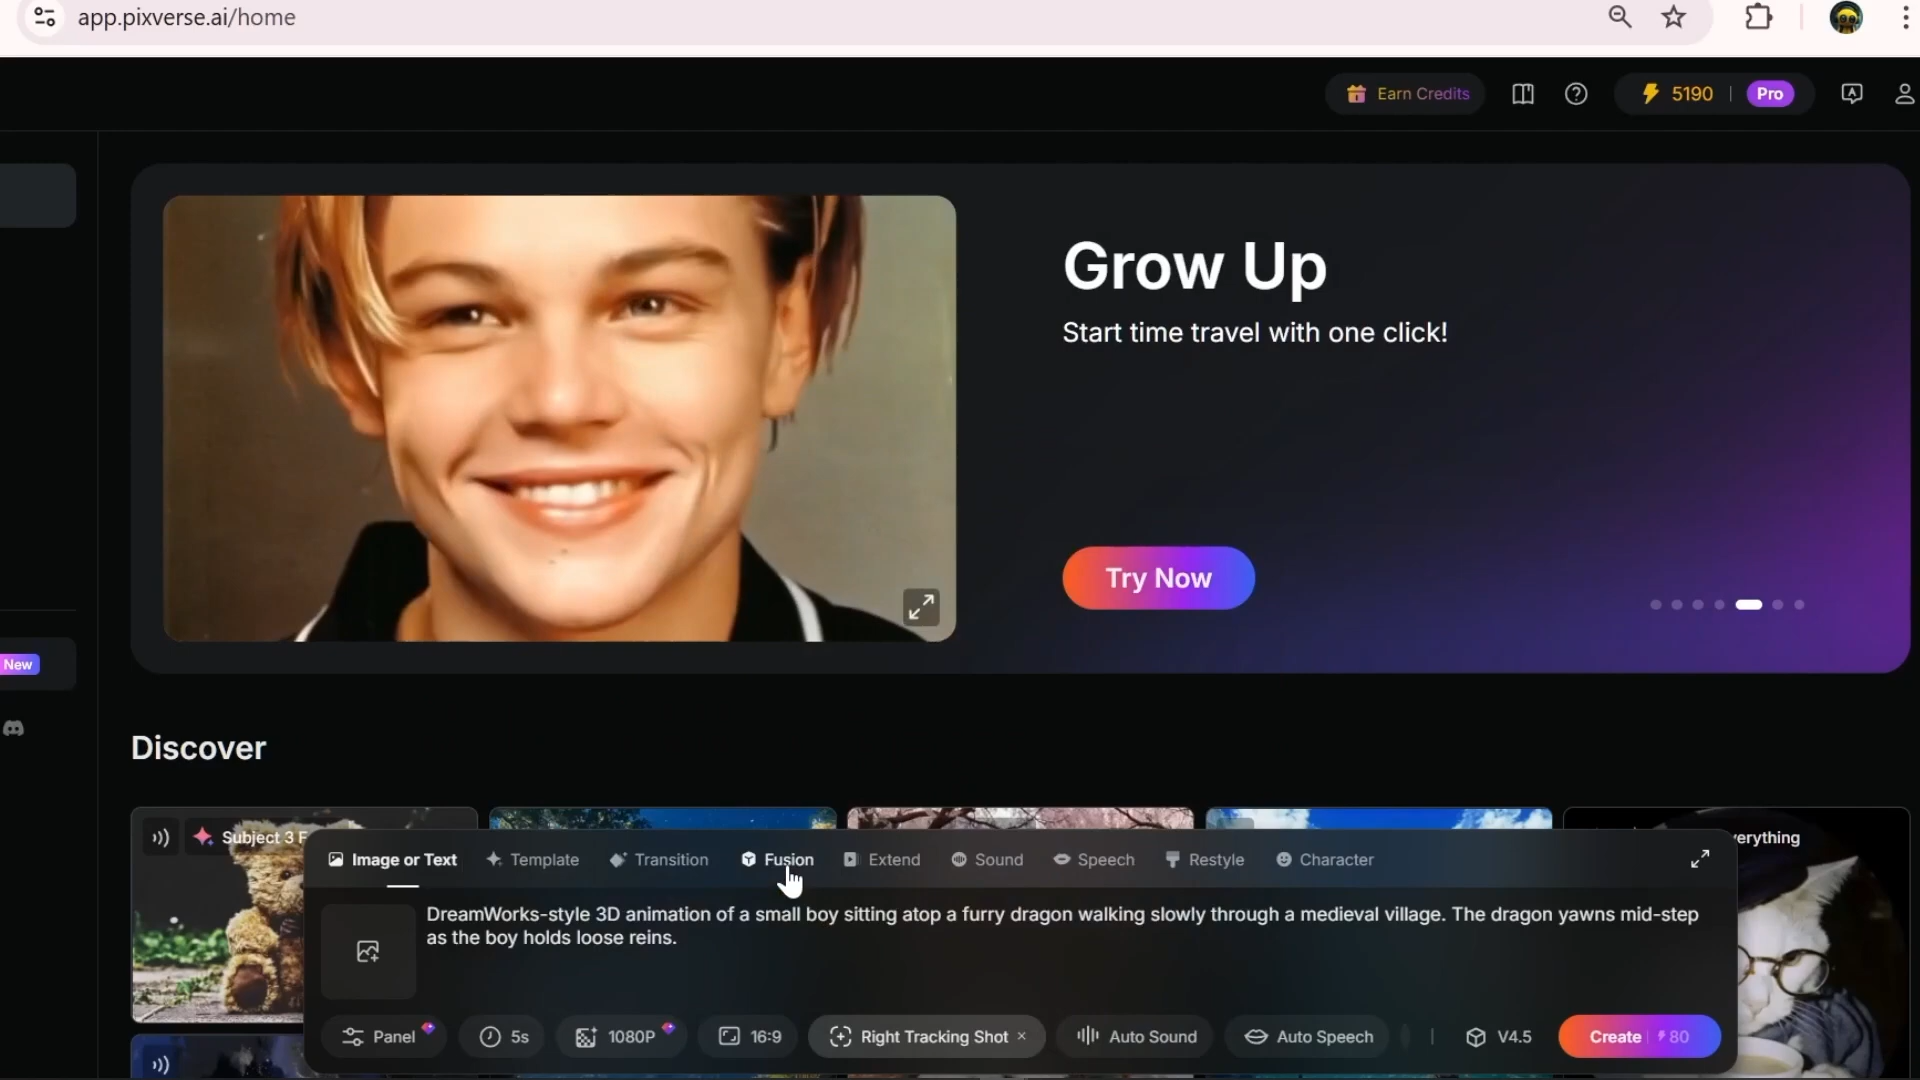 app.pixverse.ai/home
Earn Credits
5190
Pro
Grow Up
Start time travel with one click!
Try Now
New
Discover
Subject 3 F
verything
Image or Text
Template
Transition
Fusion
Extend
Sound
Speech
Restyle
Character
DreamWorks-style 3D animation of a small boy sitting atop a furry dragon walking slowly through a medieval village. The dragon yawns mid-step
as the boy holds loose reins.
Panel
5s
1080P
16:9
Right Tracking Shot ×
Auto Sound
Auto Speech
V4.5
Create
80